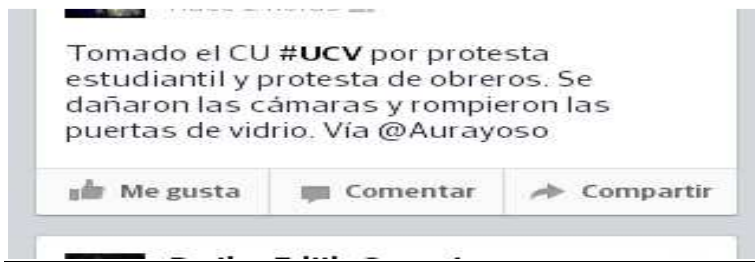 Tomado el CU #UCV por protesta
estudiantil y protesta de obreros. Se
dañaron las cámaras y rompieron las
puertas de vidrio. Vía @Aurayoso
Me gusta Comentar Compartir